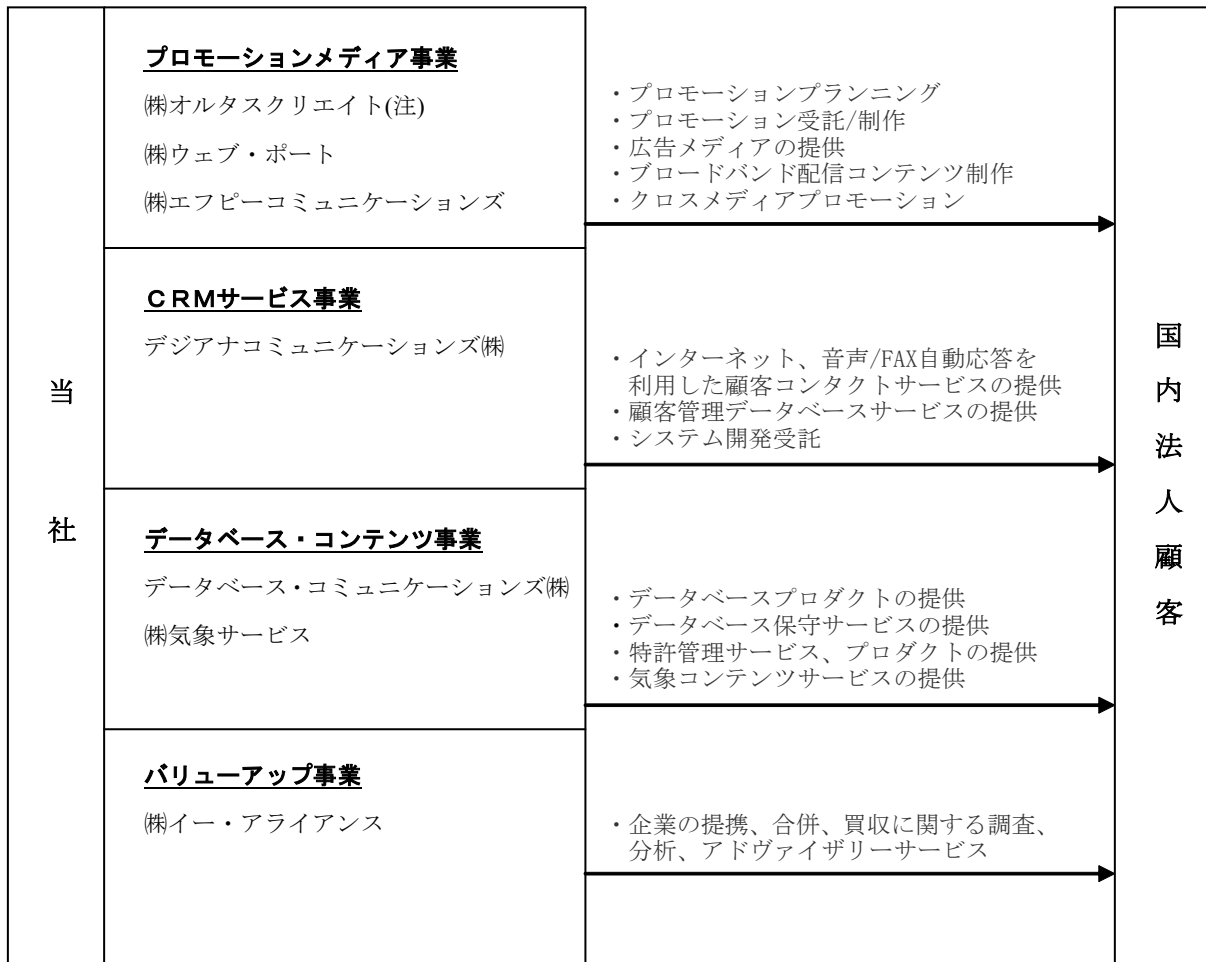 当社
プロモーションメディア事業
㈱オルタスクリエイト(注)
㈱ウェブ・ポート
㈱エフピーコミュニケーションズ
・プロモーションプランニング
・プロモーション受託/制作
・広告メディアの提供
・ブロードバンド配信コンテンツ制作
・クロスメディアプロモーション
ＣＲＭサービス事業
デジアナコミュニケーションズ㈱
・インターネット、音声/FAX自動応答を
利用した顧客コンタクトサービスの提供
・顧客管理データベースサービスの提供
・システム開発受託
データベース・コンテンツ事業
データベース・コミュニケーションズ㈱
㈱気象サービス
・データベースプロダクトの提供
・データベース保守サービスの提供
・特許管理サービス、プロダクトの提供
・気象コンテンツサービスの提供
バリューアップ事業
㈱イー・アライアンス
・企業の提携、合併、買収に関する調査、
分析、アドヴァイザリーサービス
国内法人顧客